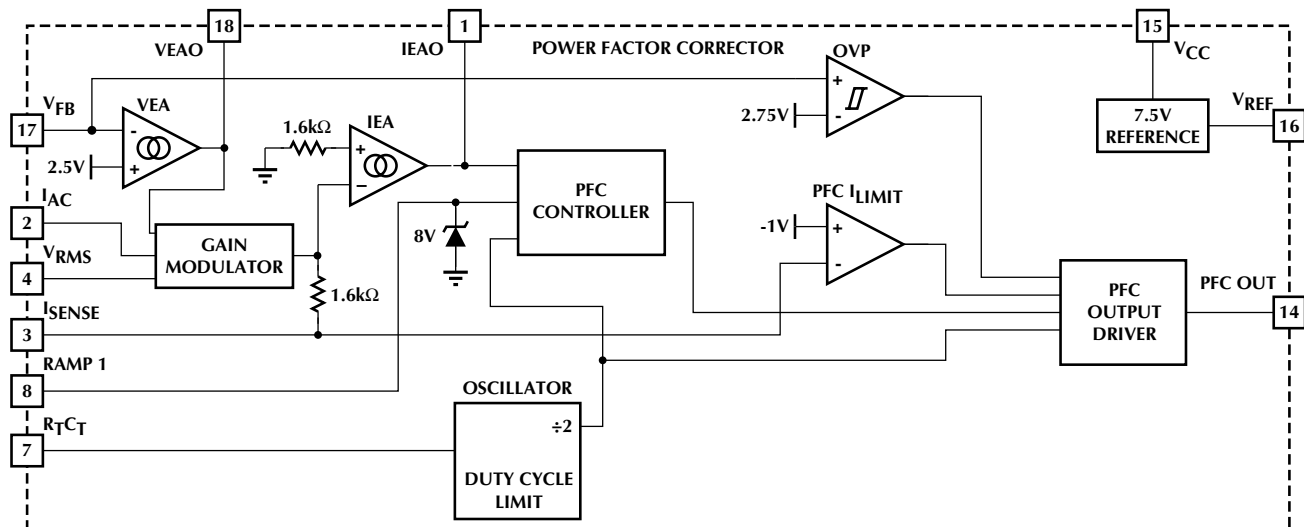 18
VEAO
1
IEAO
POWER FACTOR CORRECTOR
15
VCC
17
VFB
VEA
-
+
2.5V
1.6kΩ
IEA
+
−
OVP
+
-
2.75V
7.5V
REFERENCE
VREF
16
2
IAC
4
VRMS
GAIN
MODULATOR
1.6kΩ
8V
PFC
CONTROLLER
PFC ILIMIT
-1V
+
-
3
ISENSE
8
RAMP 1
7
RTCT
OSCILLATOR
÷2
DUTY CYCLE
LIMIT
PFC
OUTPUT
DRIVER
PFC OUT
14